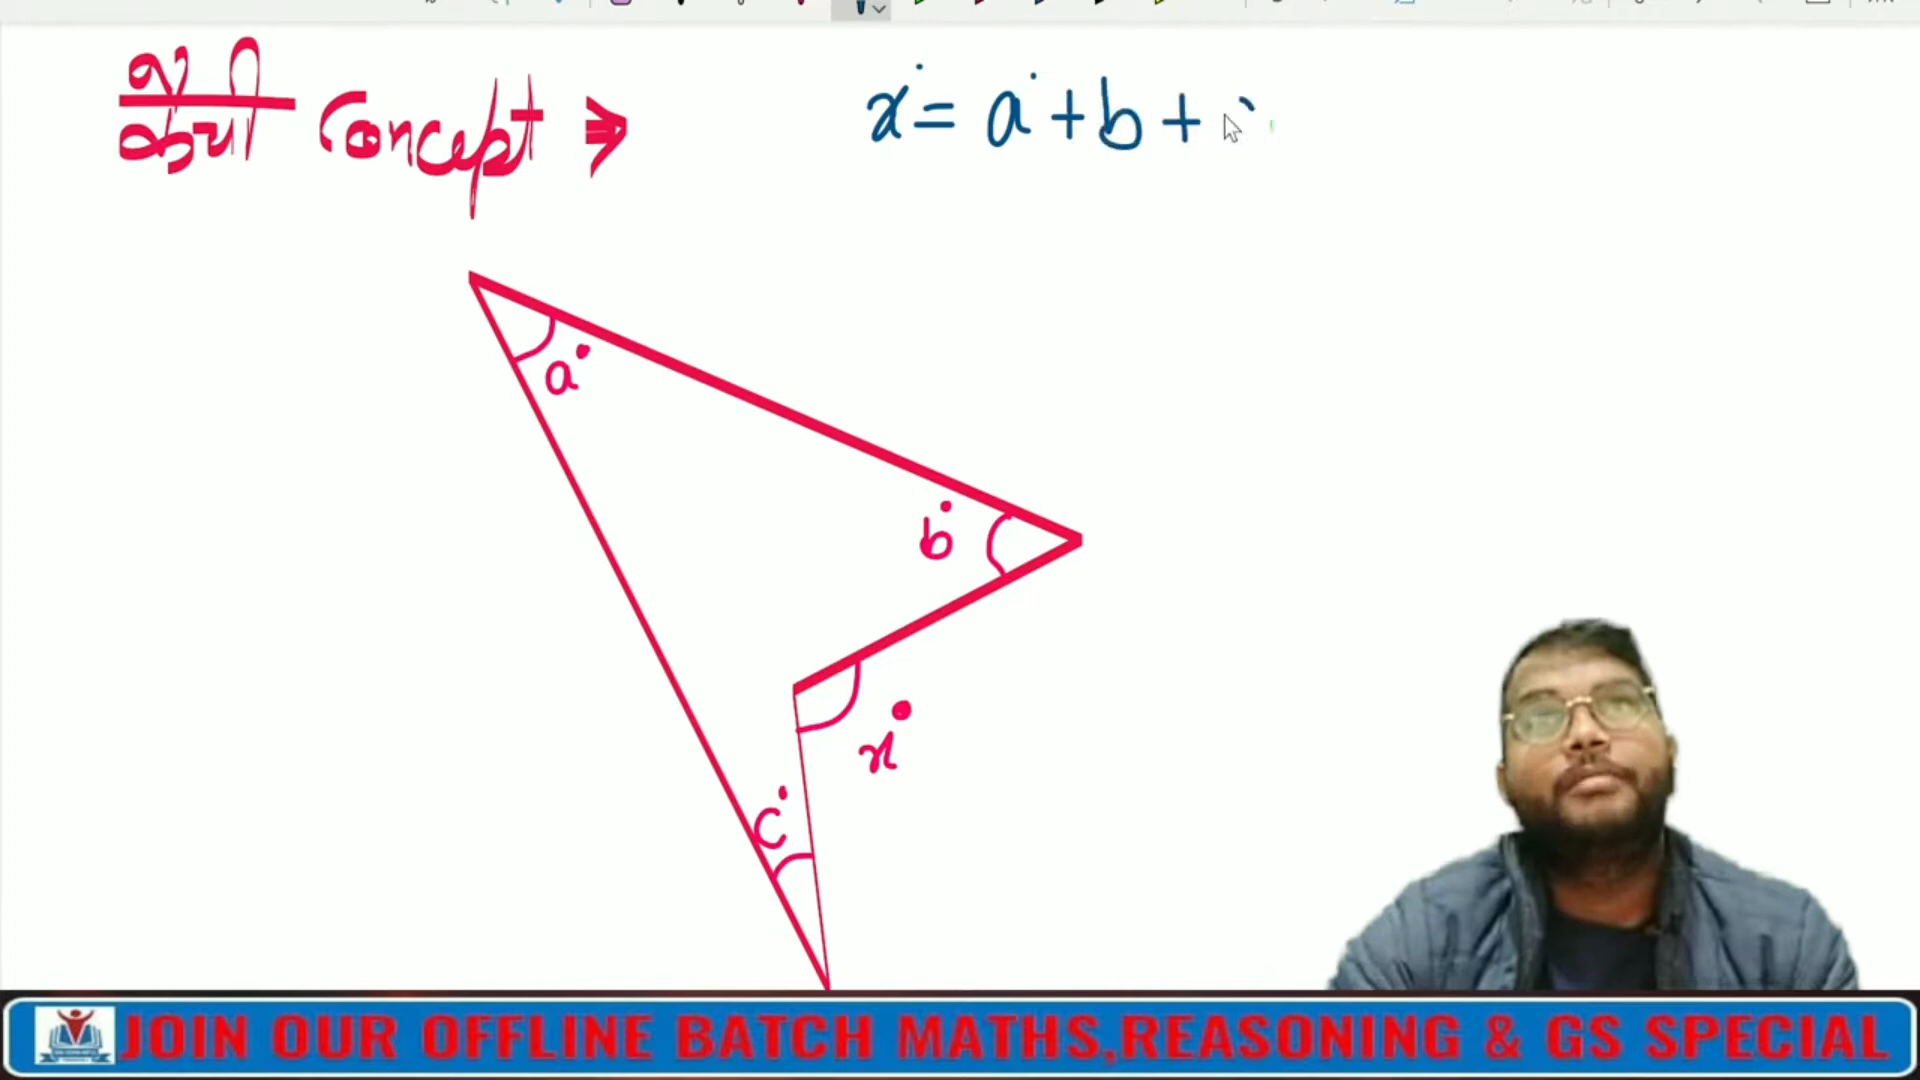 Concept ⇒ x° = a° + b +
a°
b°
x°
c°
JOIN OUR OFFLINE BATCH MATHS,REASONING & GS SPECIAL